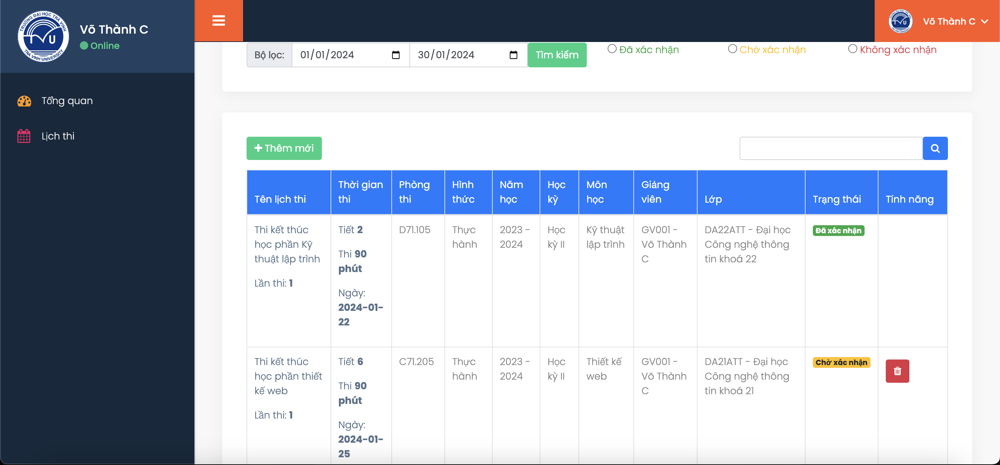 TRƯỜNG ĐẠI HỌC TRÀ VINH
TVU
TRA VINH UNIVERSITY
Võ Thành C
Online
Võ Thành C
Tổng quan
Lịch thi
Bộ lọc: 01/01/2024 30/01/2024 Tìm kiếm Đã xác nhận Chờ xác nhận Không xác nhận
Thêm mới
Tên lịch thi
Thời gian
thi
Phòng
thi
Hình
thức
Năm
học
Học
kỳ
Môn
học
Giảng
viên
Lớp
Trạng thái
Tính năng
Thi kết thúc
học phần Kỹ
thuật lập trình
Lần thi: 1
Tiết 2
Thi 90
phút
Ngày:
2024-01-
22
D71.105
Thực
hành
2023 -
2024
Học
kỳ II
Kỹ thuật
lập trình
GV001 -
Võ Thành
C
DA22ATT - Đại học
Công nghệ thông
tin khoá 22
Đã xác nhận
Thi kết thúc
học phần thiết
kế web
Lần thi: 1
Tiết 6
Thi 90
phút
Ngày:
2024-01-
25
C71.205
Thực
hành
2023 -
2024
Học
kỳ II
Thiết kế
web
GV001 -
Võ Thành
C
DA21ATT - Đại học
Công nghệ thông
tin khoá 21
Chờ xác nhận